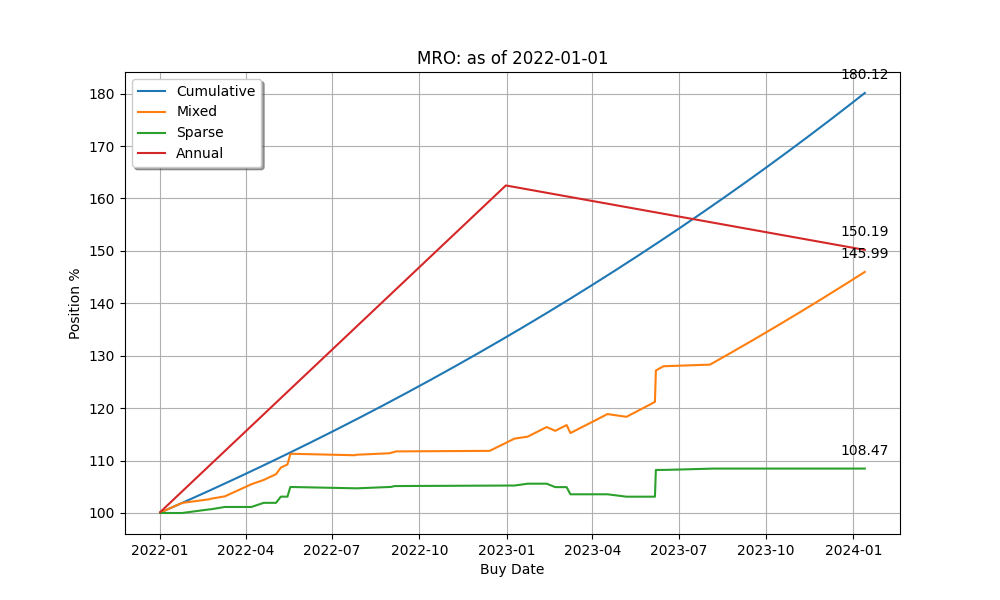 MRO: as of 2022-01-01
Cumulative
Mixed
Sparse
Annual
180.12
150.19
145.99
108.47
180
170
160
150
140
130
120
110
100
Position %
2022-01 2022-04 2022-07 2022-10 2023-01 2023-04 2023-07 2023-10 2024-01
Buy Date